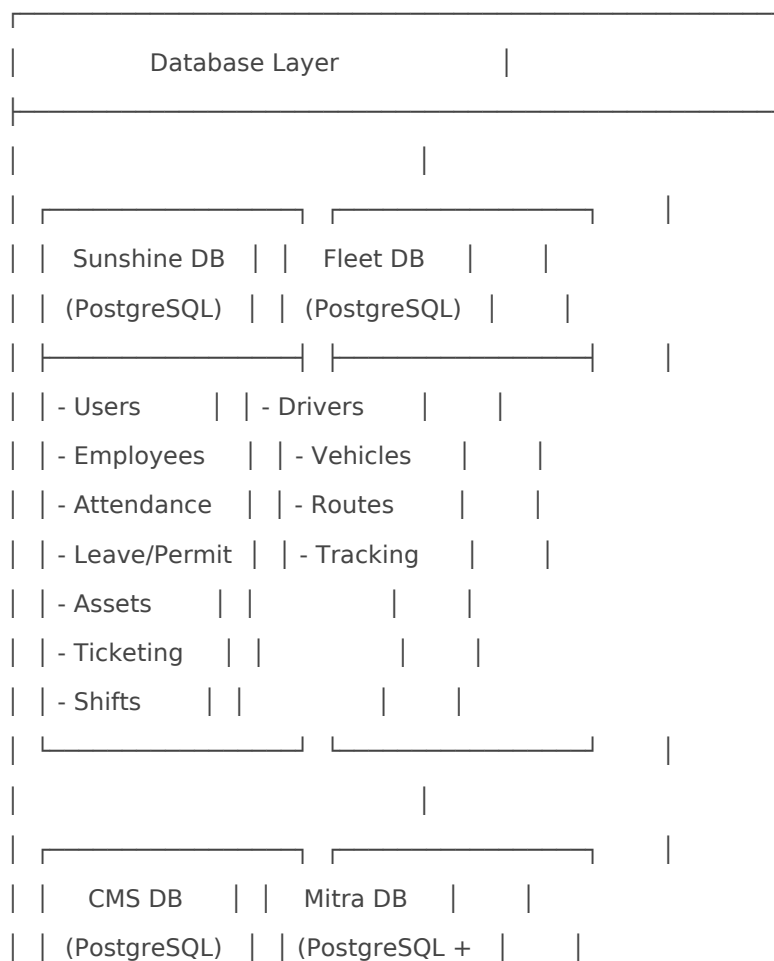 Database Layer
Sunshine DB Fleet DB
(PostgreSQL) (PostgreSQL)
- Users - Drivers
- Employees - Vehicles
- Attendance - Routes
- Leave/Permit - Tracking
- Assets
- Ticketing
- Shifts
CMS DB Mitra DB
(PostgreSQL) (PostgreSQL +